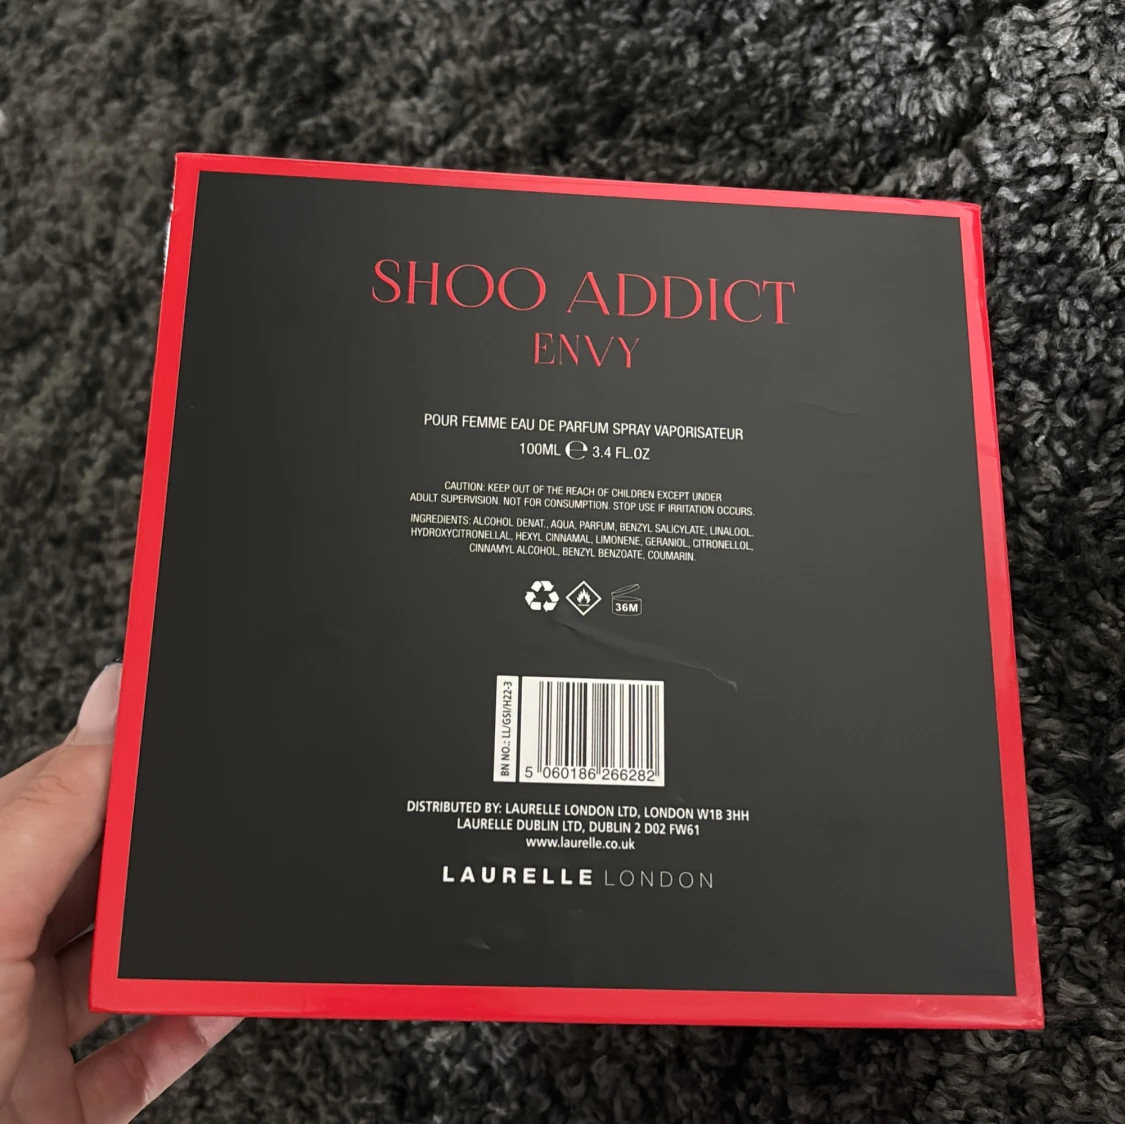 SHOO ADDICT
ENVY
POUR FEMME EAU DE PARFUM SPRAY VAPORISATEUR
100ML ℮ 3.4 FL.OZ
CAUTION: KEEP OUT OF THE REACH OF CHILDREN EXCEPT UNDER
ADULT SUPERVISION. NOT FOR CONSUMPTION. STOP USE IF IRRITATION OCCURS.
INGREDIENTS: ALCOHOL DENAT., AQUA, PARFUM, BENZYL SALICYLATE, LINALOOL.
HYDROXYCITRONELLAL, HEXYL CINNAMAL, LIMONENE, GERANIOL, CITRONELLOL,
CINNAMYL ALCOHOL, BENZYL BENZOATE, COUMARIN.
36M
BN NO.: LL/GSI/H22-3
5 060186 266282
DISTRIBUTED BY: LAURELLE LONDON LTD, LONDON W1B 3HH
LAURELLE DUBLIN LTD, DUBLIN 2 D02 FW61
www.laurelle.co.uk
LAURELLE LONDON